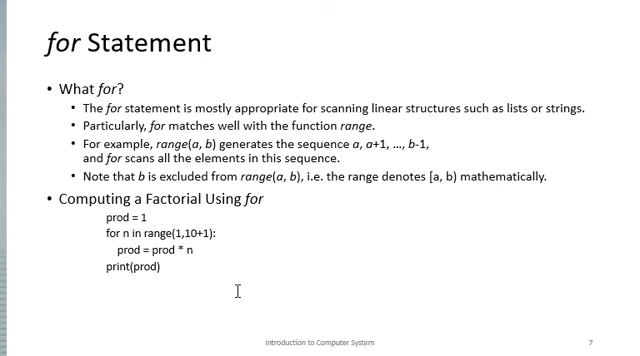 for Statement
• What for?
• The for statement is mostly appropriate for scanning linear structures such as lists or strings.
• Particularly, for matches well with the function range.
• For example, range(a, b) generates the sequence a, a+1, …, b-1,
and for scans all the elements in this sequence.
• Note that b is excluded from range(a, b), i.e. the range denotes [a, b) mathematically.
• Computing a Factorial Using for
prod = 1
for n in range(1,10+1):
prod = prod * n
print(prod)
Introduction to Computer System
7